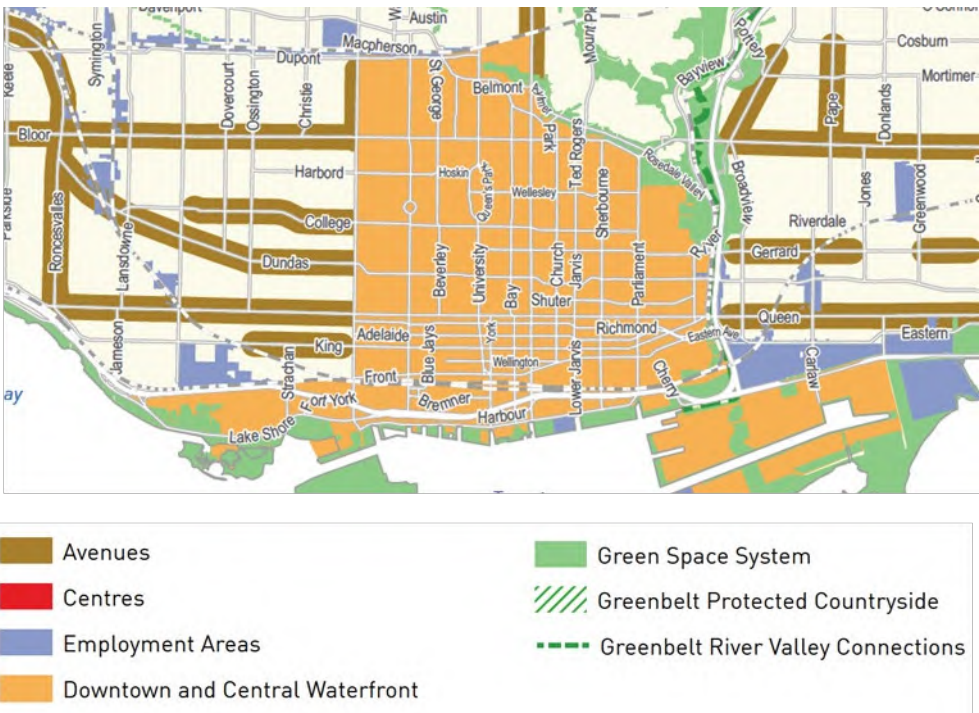 Austin
Macpherson
Dupont
Cosburn
Mortimer
Keele
Symington
Dovercourt
Ossington
Christie
St. George
Belmont
Park
Ted Rogers
Bayview
Pottery
Pape
Donlands
Bloor
Harbord
Hoskin
Queen's Park
Wellesley
Sherbourne
Rosedale Valley
Broadview
Jones
Greenwood
Parkside
Roncesvalles
Lansdowne
College
Dundas
Beverley
University
Bay
Church
Jarvis
Parliament
River
Riverdale
Gerrard
Shuter
Adelaide
King
York
Richmond
Queen
Eastern Ave
Eastern
Jameson
Strachan
Blue Jays
Wellington
Front
Fort York
Bremner
Harbour
Lower Jarvis
Cherry
Carlaw
Lake Shore
ay
Avenues
Centres
Employment Areas
Downtown and Central Waterfront
Green Space System
Greenbelt Protected Countryside
Greenbelt River Valley Connections